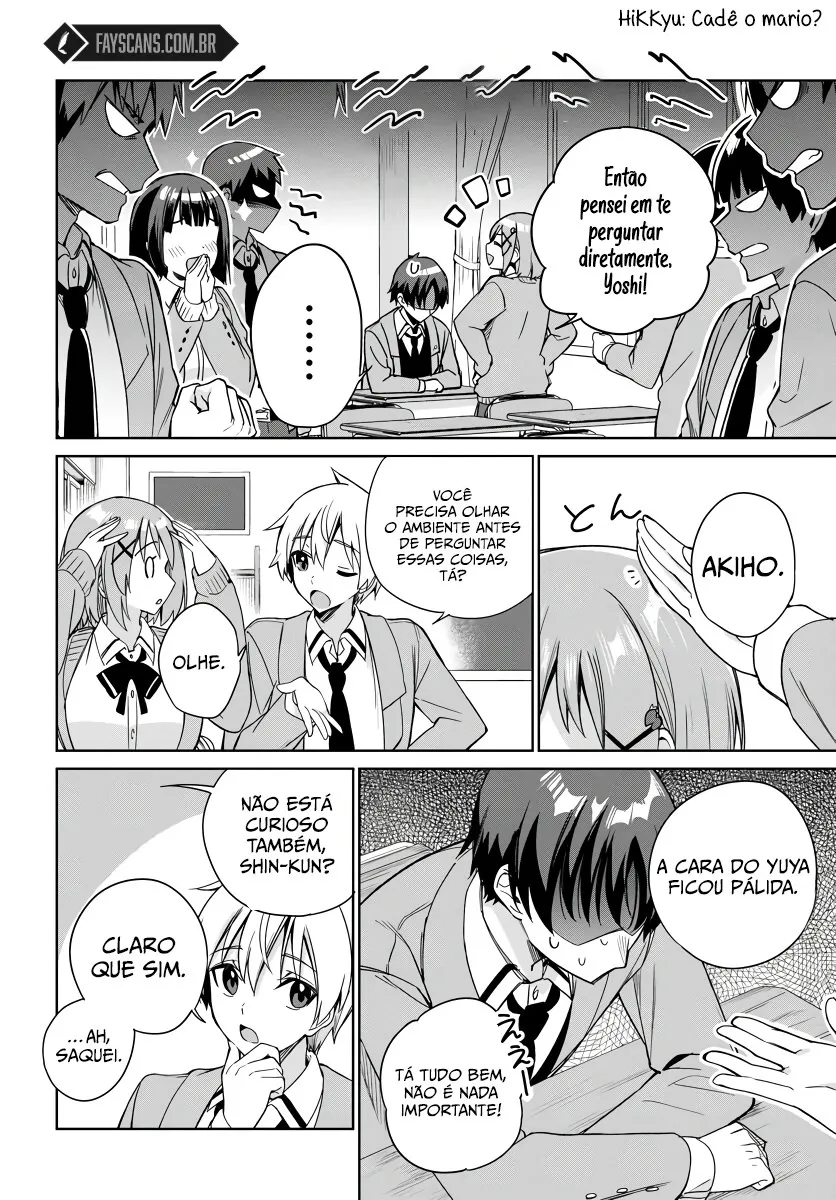 HiKKyu: Cadê o mario?
FAYSCANS.COM.BR
Então
pensei em te
perguntar
diretamente,
Yoshi!
......
AKIHO.
とん
VOCÊ
PRECISA OLHAR
O AMBIENTE ANTES
DE PERGUNTAR
ESSAS COISAS,
TÁ?
OLHE.
A CARA DO YUYA
FICOU PÁLIDA.
TÁ TUDO BEM,
NÃO É NADA
IMPORTANTE!
NÃO ESTÁ
CURIOSO
TAMBÉM,
SHIN-KUN?
CLARO
QUE SIM.
...AH,
SAQUEI.